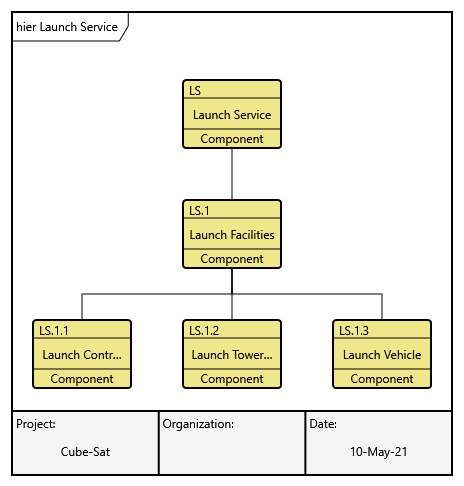 hier Launch Service
LS
Launch Service
Component
LS.1
Launch Facilities
Component
LS.1.1
Launch Contr...
Component
LS.1.2
Launch Tower...
Component
LS.1.3
Launch Vehicle
Component
Project:
Cube-Sat
Organization:
Date:
10-May-21